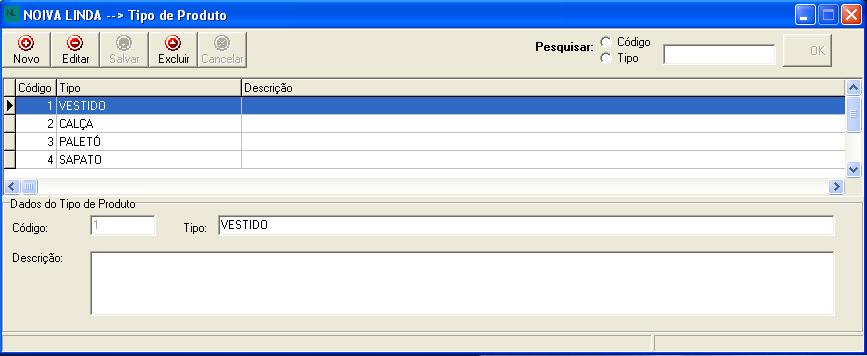 NL NOIVA LINDA --> Tipo de Produto
Novo Editar Salvar Excluir Cancelar
Pesquisar: Código
Tipo
OK
Código Tipo Descrição
1 VESTIDO
2 CALÇA
3 PALETÓ
4 SAPATO
Dados do Tipo de Produto
Código: 1 Tipo: VESTIDO
Descrição: